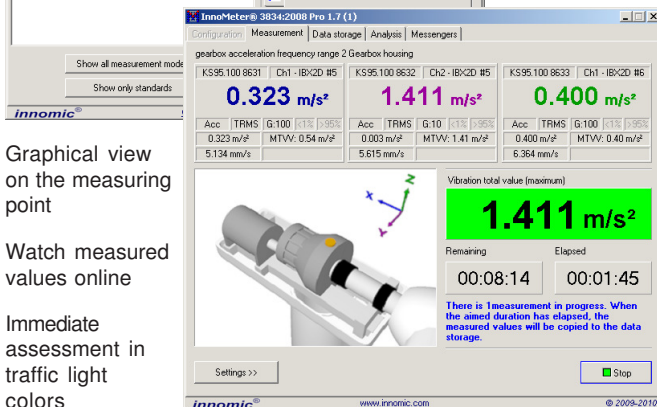 Show all measurement mode
Show only standards
innomic®
Graphical view
on the measuring
point
Watch measured
values online
Immediate
assessment in
traffic light
colors
InnoMeter® 3834:2008 Pro 1.7 (1)
Configuration Measurement Data storage Analysis Messengers
gearbox acceleration frequency range 2 Gearbox housing
KS95.100 8631 Ch1 - IBX2D #5 KS95.100 8632 Ch2 - IBX2D #5 KS95.100 8633 Ch1 - IBX2D #6
0.323 m/s² 1.411 m/s² 0.400 m/s²
Acc TRMS G:100 <1% >95% Acc TRMS G:10 <1% >95% Acc TRMS G:100 <1% >95%
0.323 m/s² MTVV: 0.54 m/s² 0.003 m/s² MTVV: 1.41 m/s² 0.400 m/s² MTVV: 0.40 m/s²
5.134 mm/s 5.615 mm/s 6.364 mm/s
x
z
y
Vibration total value (maximum)
1.411 m/s²
Remaining Elapsed
00:08:14 00:01:45
There is 1measurement in progress. When
the aimed duration has elapsed, the
measured values will be copied to the data
storage.
Settings >> Stop
innomic® www.innomic.com © 2009-2010